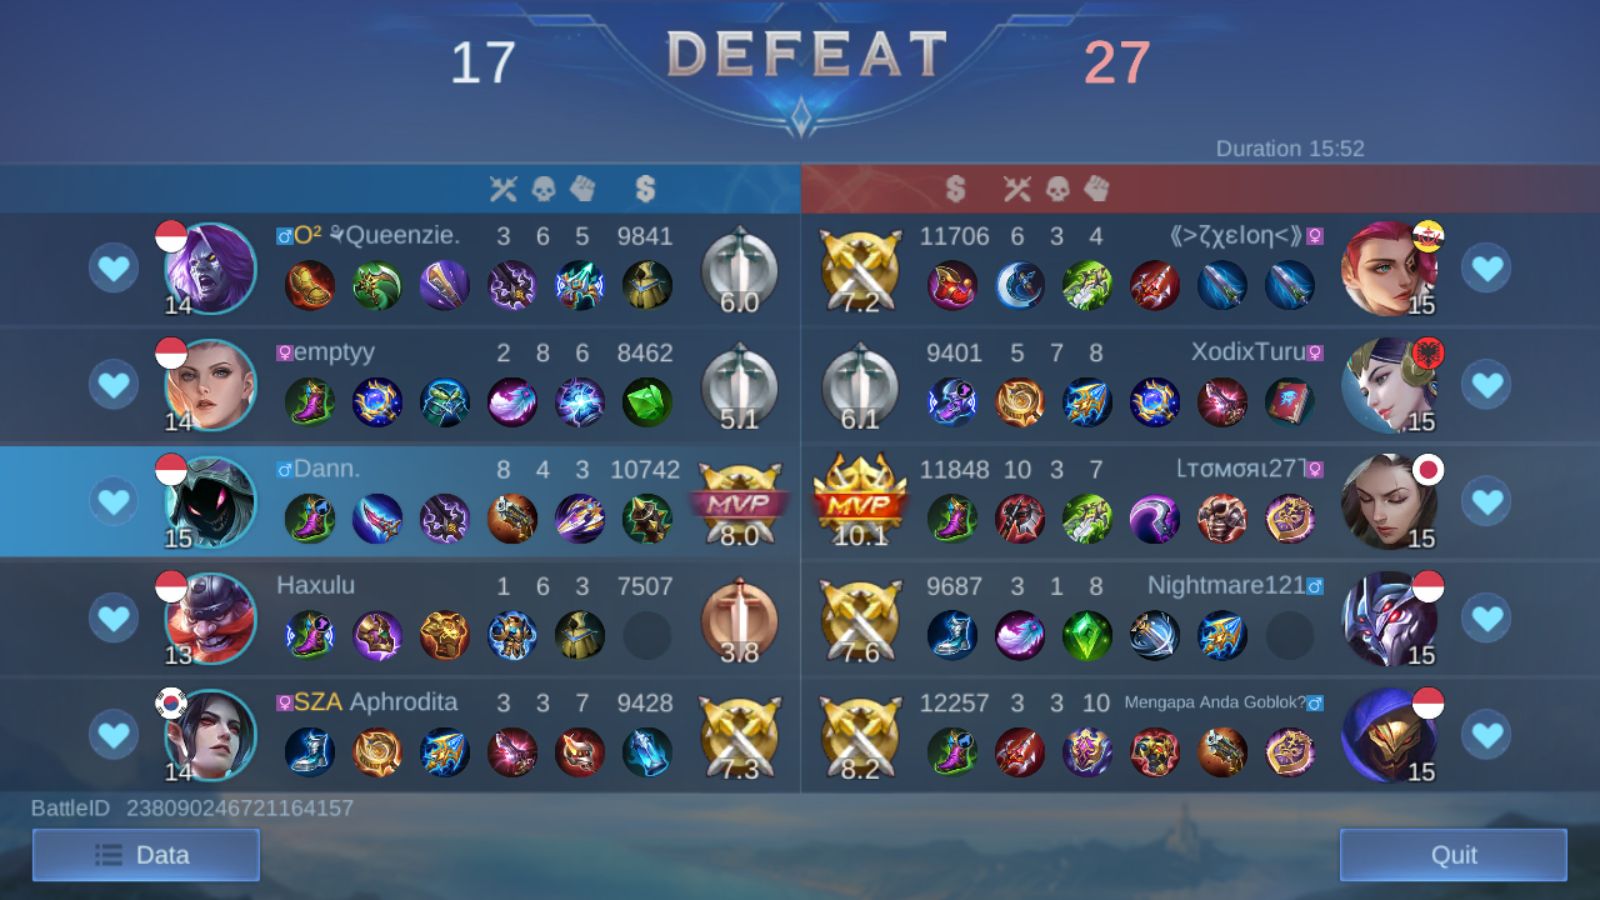 17 DEFEAT 27
Duration 15:52
O² Queenzie. 3 6 5 9841
14 6.0
11706 6 3 4 《>ζχεlοη<》
7.2 15
emptyy 2 8 6 8462
14 5.1
9401 5 7 8 XodixTuru
6.1 15
Dann. 8 4 3 10742
MVP
15 8.0
11848 10 3 7
MVP
10.1 15
Haxulu 1 6 3 7507
13 3.8
9687 3 1 8 Nightmare121
7.6 15
SZA Aphrodita 3 3 7 9428
14 7.3
12257 3 3 10 Mengapa Anda Goblok?
8.2 15
BattleID 238090246721164157
Data
Quit